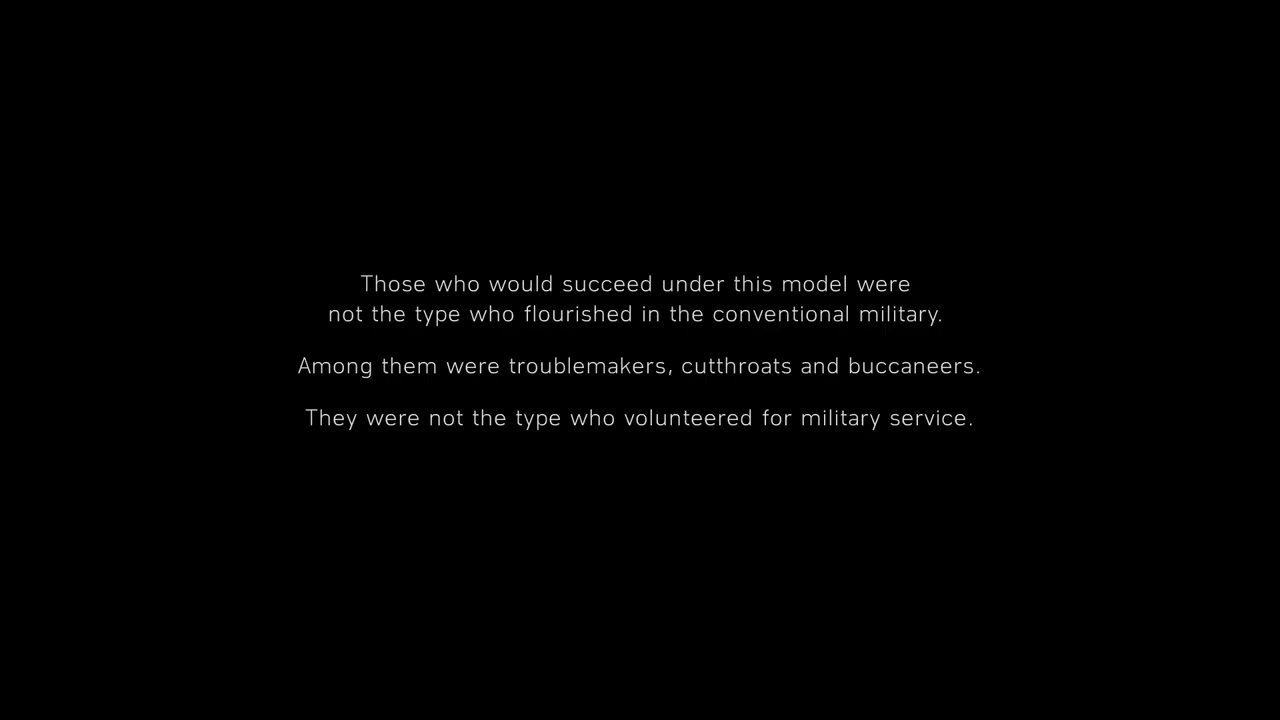 Those who would succeed under this model were
not the type who flourished in the conventional military.
Among them were troublemakers, cutthroats and buccaneers.
They were not the type who volunteered for military service.